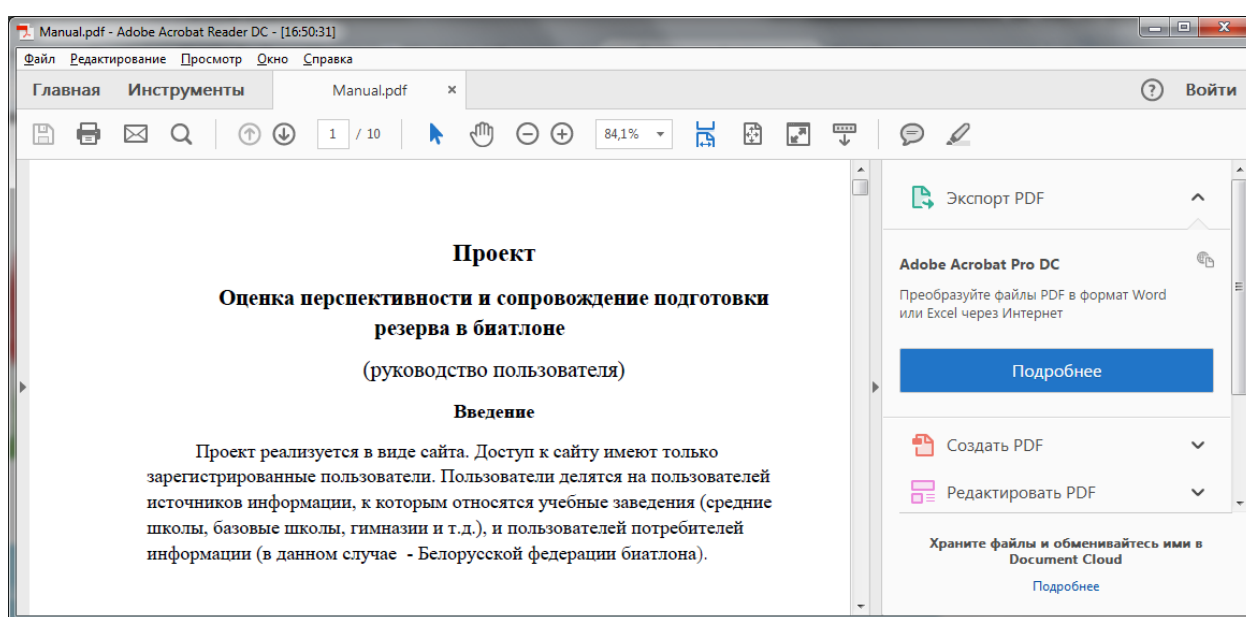 Manual.pdf - Adobe Acrobat Reader DC - [16:50:31]
Файл Редактирование Просмотр Окно Справка
Главная Инструменты Manual.pdf × ? Войти
1 / 10 84,1%
Проект
Оценка перспективности и сопровождение подготовки
резерва в биатлоне
(руководство пользователя)
Введение
Проект реализуется в виде сайта. Доступ к сайту имеют только
зарегистрированные пользователи. Пользователи делятся на пользователей
источников информации, к которым относятся учебные заведения (средние
школы, базовые школы, гимназии и т.д.), и пользователей потребителей
информации (в данном случае - Белорусской федерации биатлона).
Экспорт PDF
Adobe Acrobat Pro DC
Преобразуйте файлы PDF в формат Word
или Excel через Интернет
Подробнее
Создать PDF
Редактировать PDF
Храните файлы и обменивайтесь ими в
Document Cloud
Подробнее